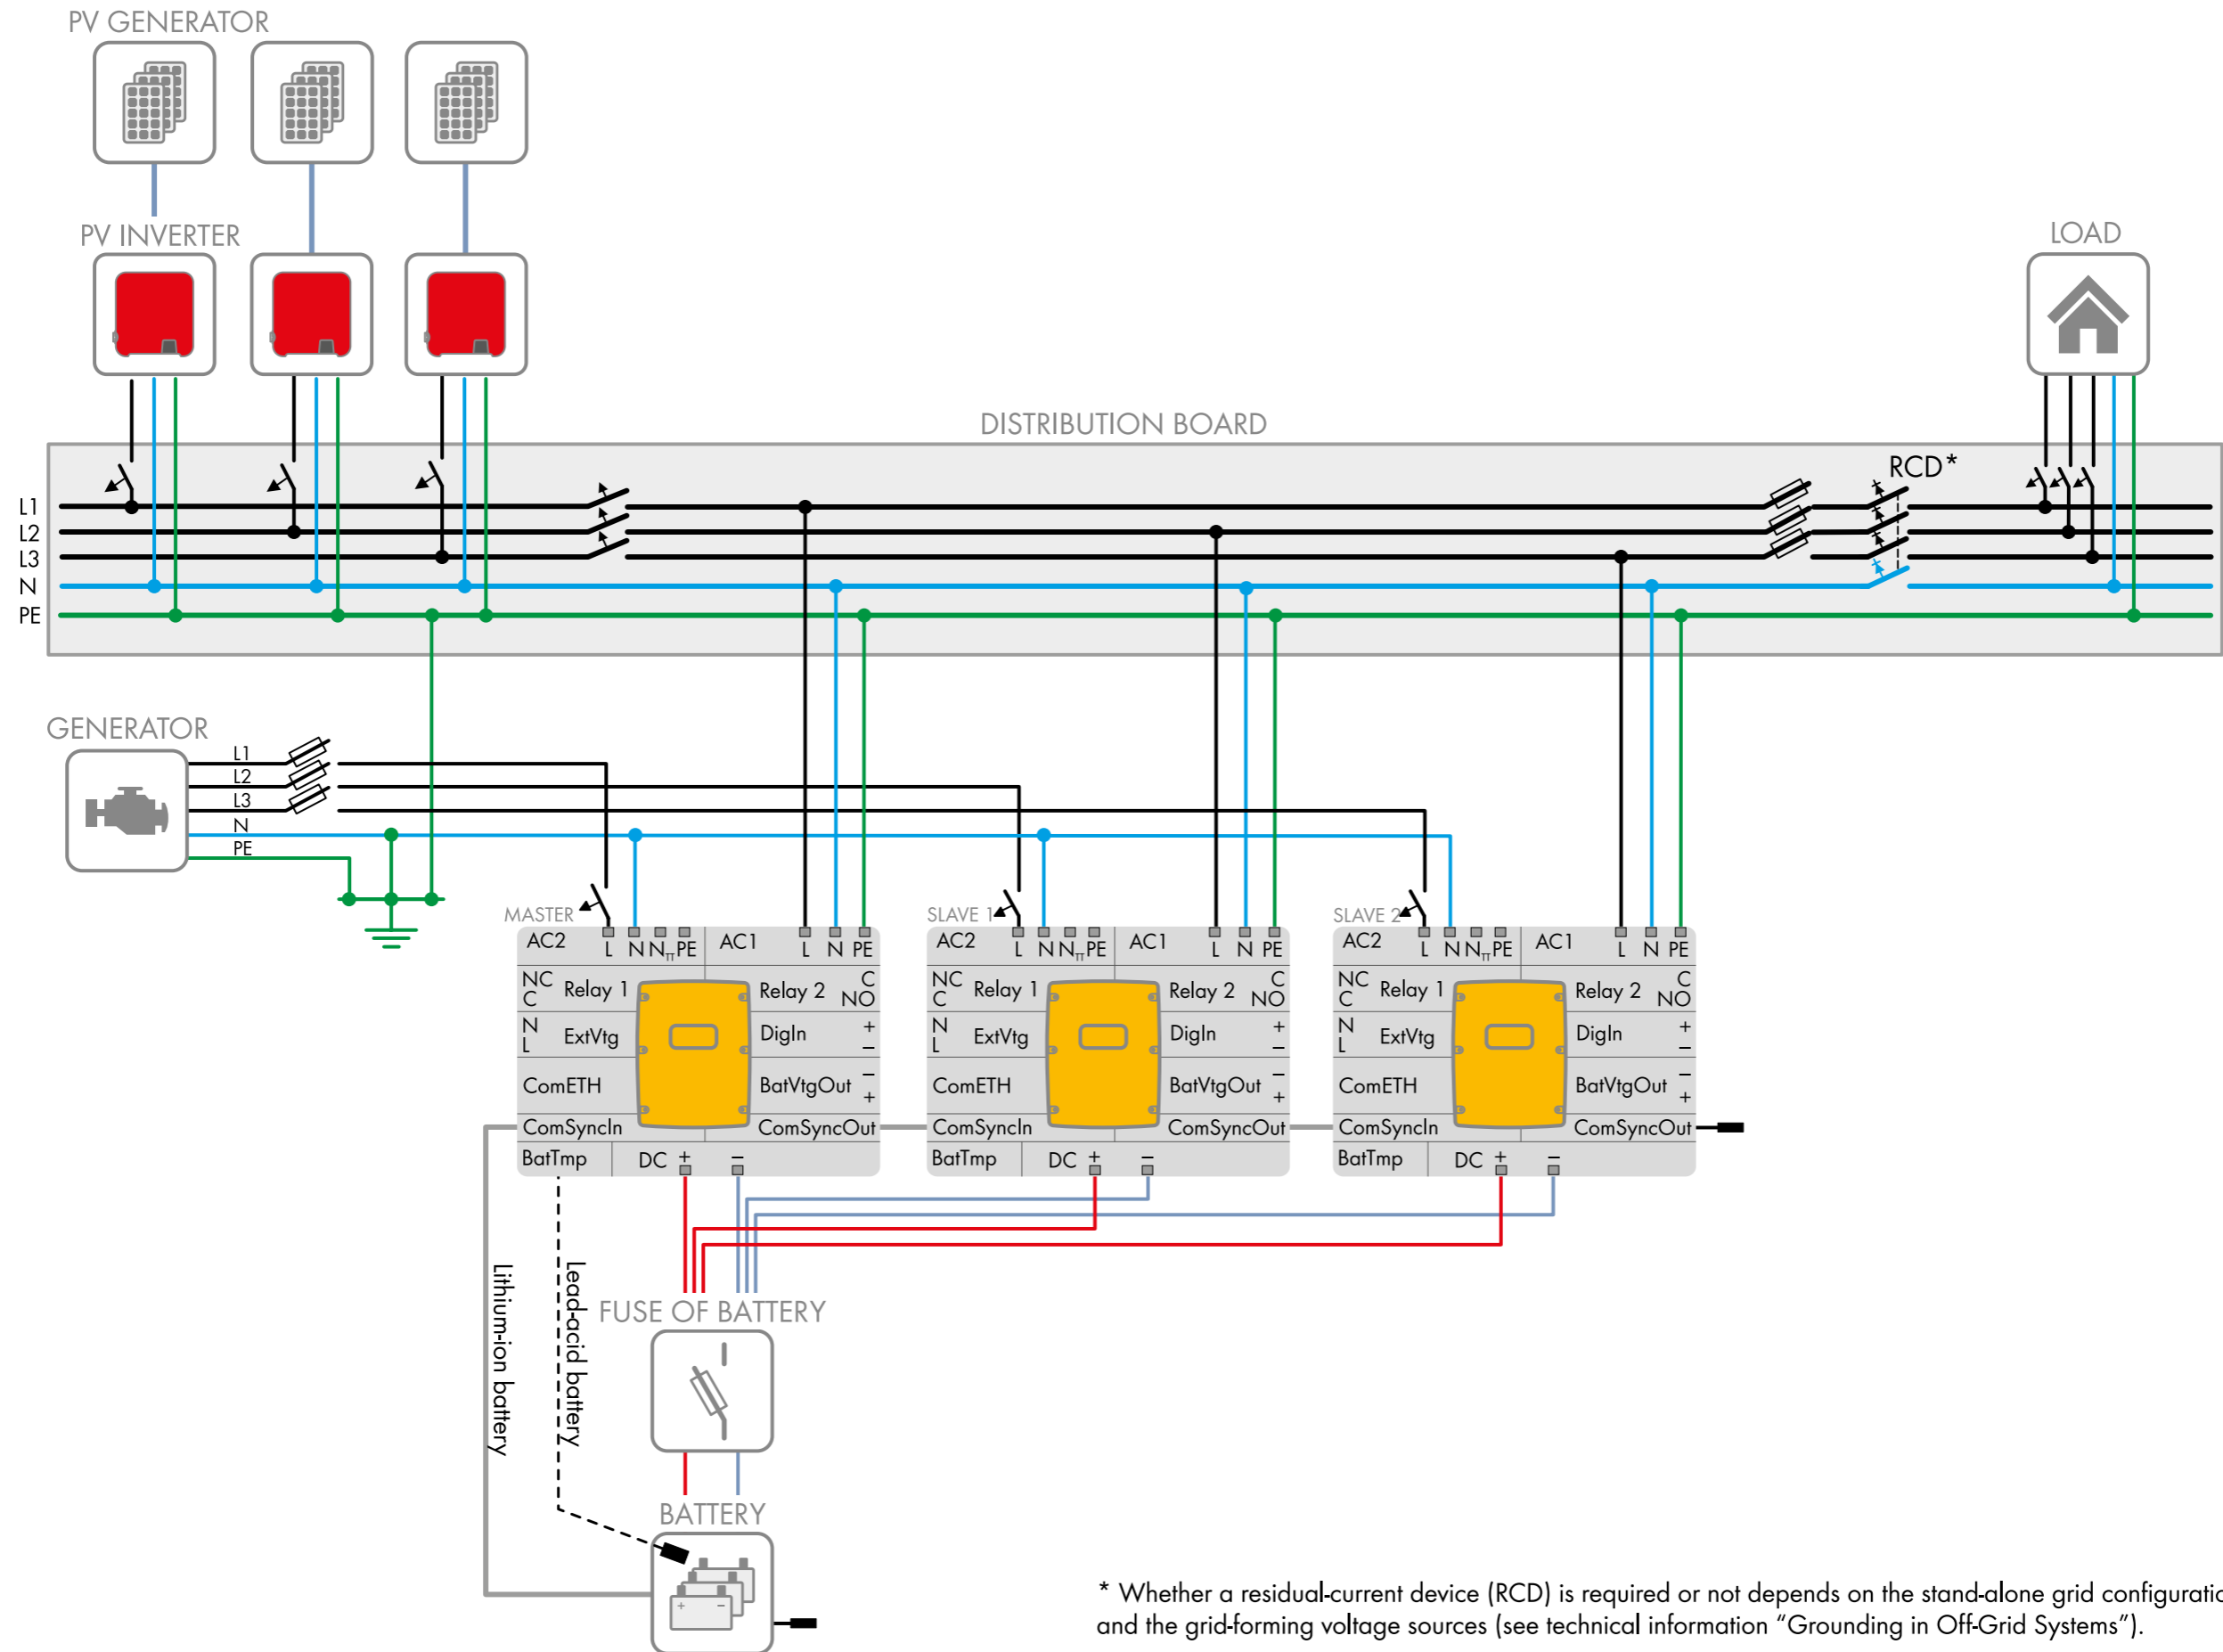 PV GENERATOR
PV INVERTER
LOAD
DISTRIBUTION BOARD
RCD*
L1
L2
L3
N
PE
GENERATOR
L1
L2
L3
N
PE
MASTER
AC2
L N Nₜₜ PE
AC1
L N PE
NC
C
Relay 1
Relay 2
C
NO
N
L
ExtVtg
DigIn
+
−
ComETH
BatVtgOut
−
+
ComSyncIn
ComSyncOut
BatTmp
DC + −
SLAVE 1
AC2
L N Nₜₜ PE
AC1
L N PE
NC
C
Relay 1
Relay 2
C
NO
N
L
ExtVtg
DigIn
+
−
ComETH
BatVtgOut
−
+
ComSyncIn
ComSyncOut
BatTmp
DC + −
SLAVE 2
AC2
L N Nₜₜ PE
AC1
L N PE
NC
C
Relay 1
Relay 2
C
NO
N
L
ExtVtg
DigIn
+
−
ComETH
BatVtgOut
−
+
ComSyncIn
ComSyncOut
BatTmp
DC + −
Lithium-ion battery
Lead-acid battery
FUSE OF BATTERY
BATTERY
+ −
* Whether a residual-current device (RCD) is required or not depends on the stand-alone grid configuratio
and the grid-forming voltage sources (see technical information “Grounding in Off-Grid Systems”).